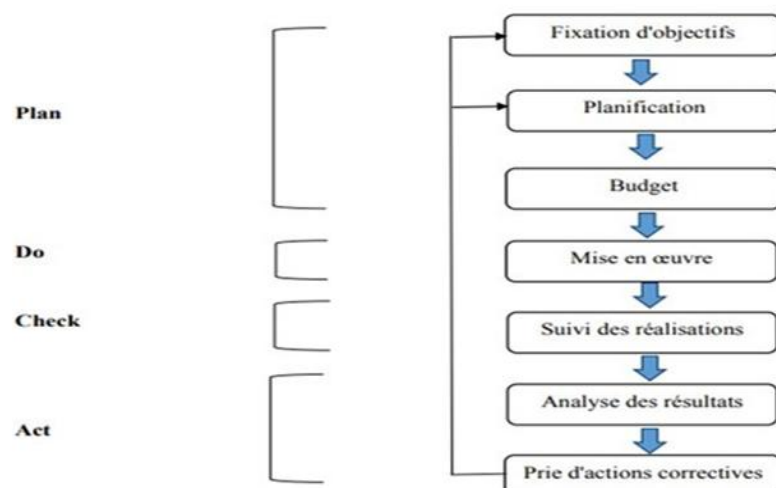 Fixation d'objectifs
Plan
Planification
Budget
Do
Mise en œuvre
Check
Suivi des réalisations
Analyse des résultats
Act
Prie d'actions correctives